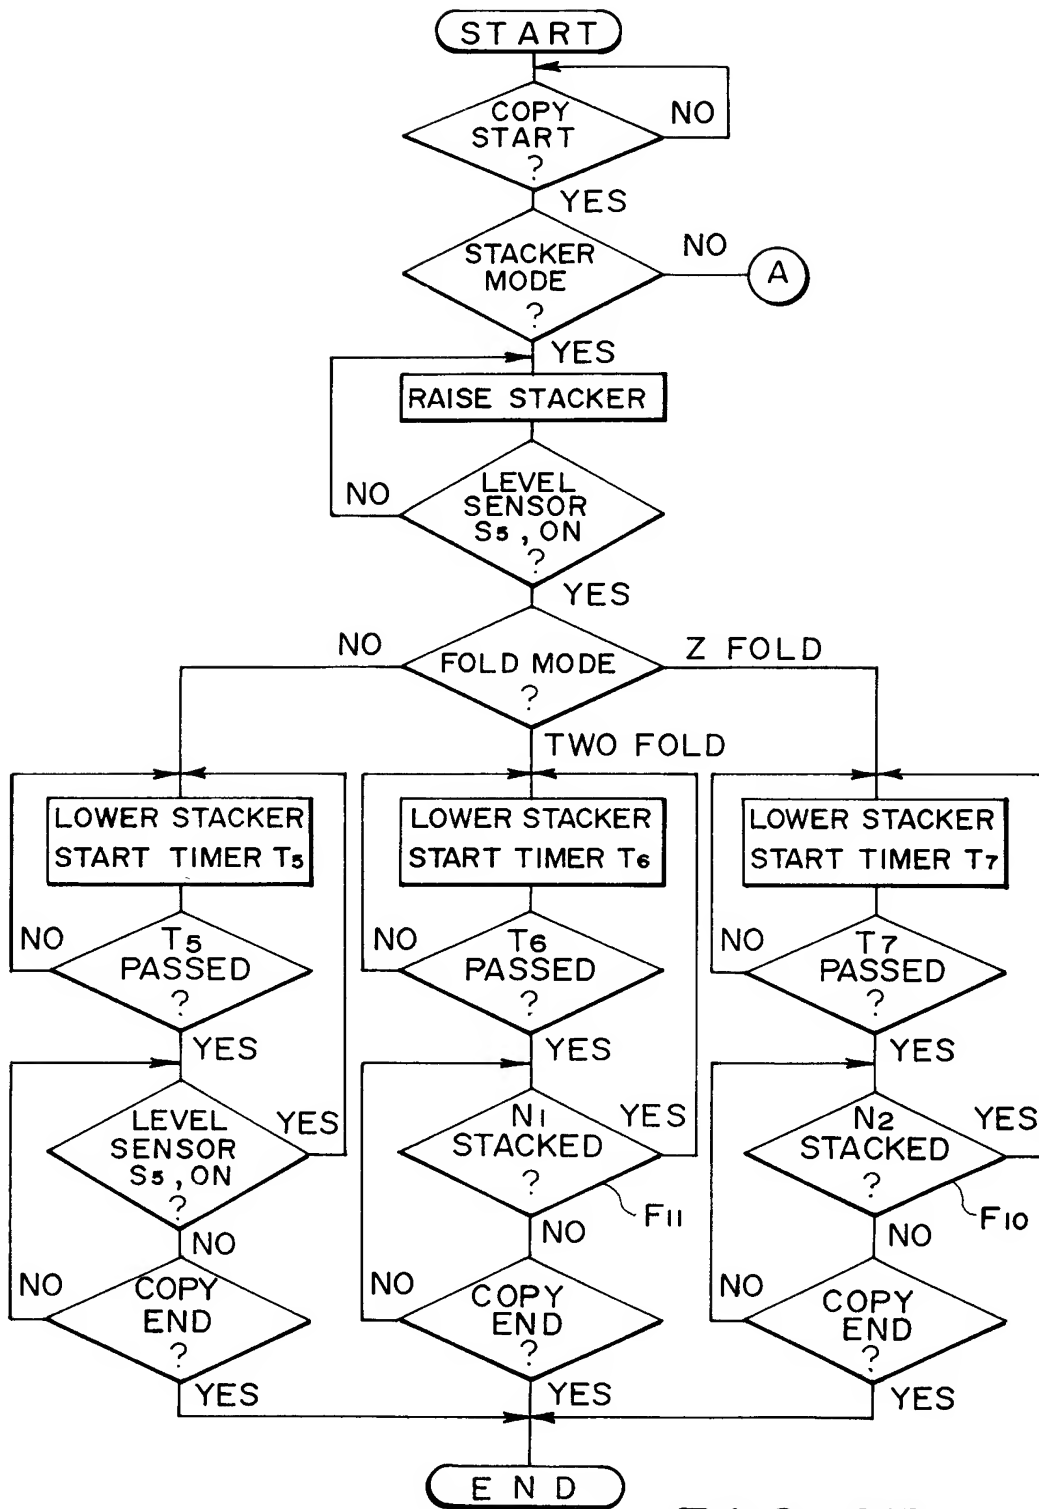 START
COPY
START
?
NO
YES
STACKER
MODE
?
NO
A
YES
RAISE STACKER
LEVEL
SENSOR
S5, ON
?
NO
YES
FOLD MODE
?
NO
Z FOLD
TWO FOLD
LOWER STACKER
START TIMER T5
T5
PASSED
?
NO
YES
LEVEL
SENSOR
S5, ON
?
YES
NO
COPY
END
?
NO
YES
LOWER STACKER
START TIMER T6
T6
PASSED
?
NO
YES
N1
STACKED
?
YES
F11
NO
COPY
END
?
NO
YES
LOWER STACKER
START TIMER T7
T7
PASSED
?
NO
YES
N2
STACKED
?
YES
F10
NO
COPY
END
?
NO
YES
END